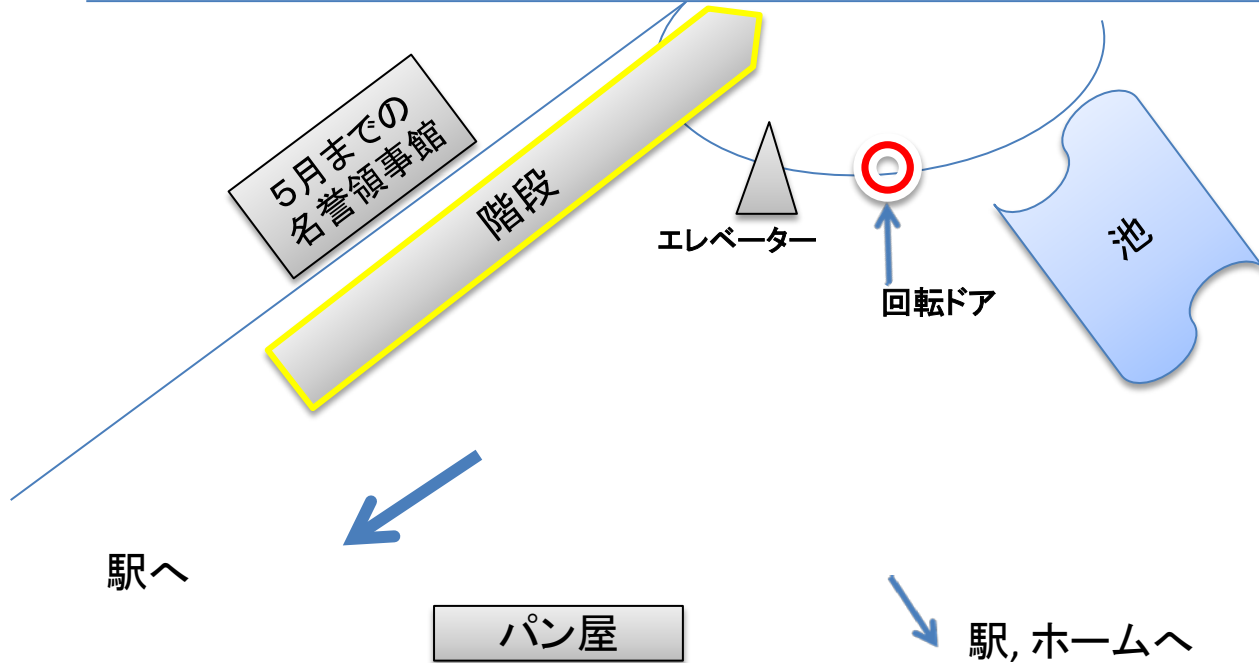 ５月までの
名誉領事館
階段
エレベーター
回転ドア
池
駅へ
パン屋
駅, ホームへ